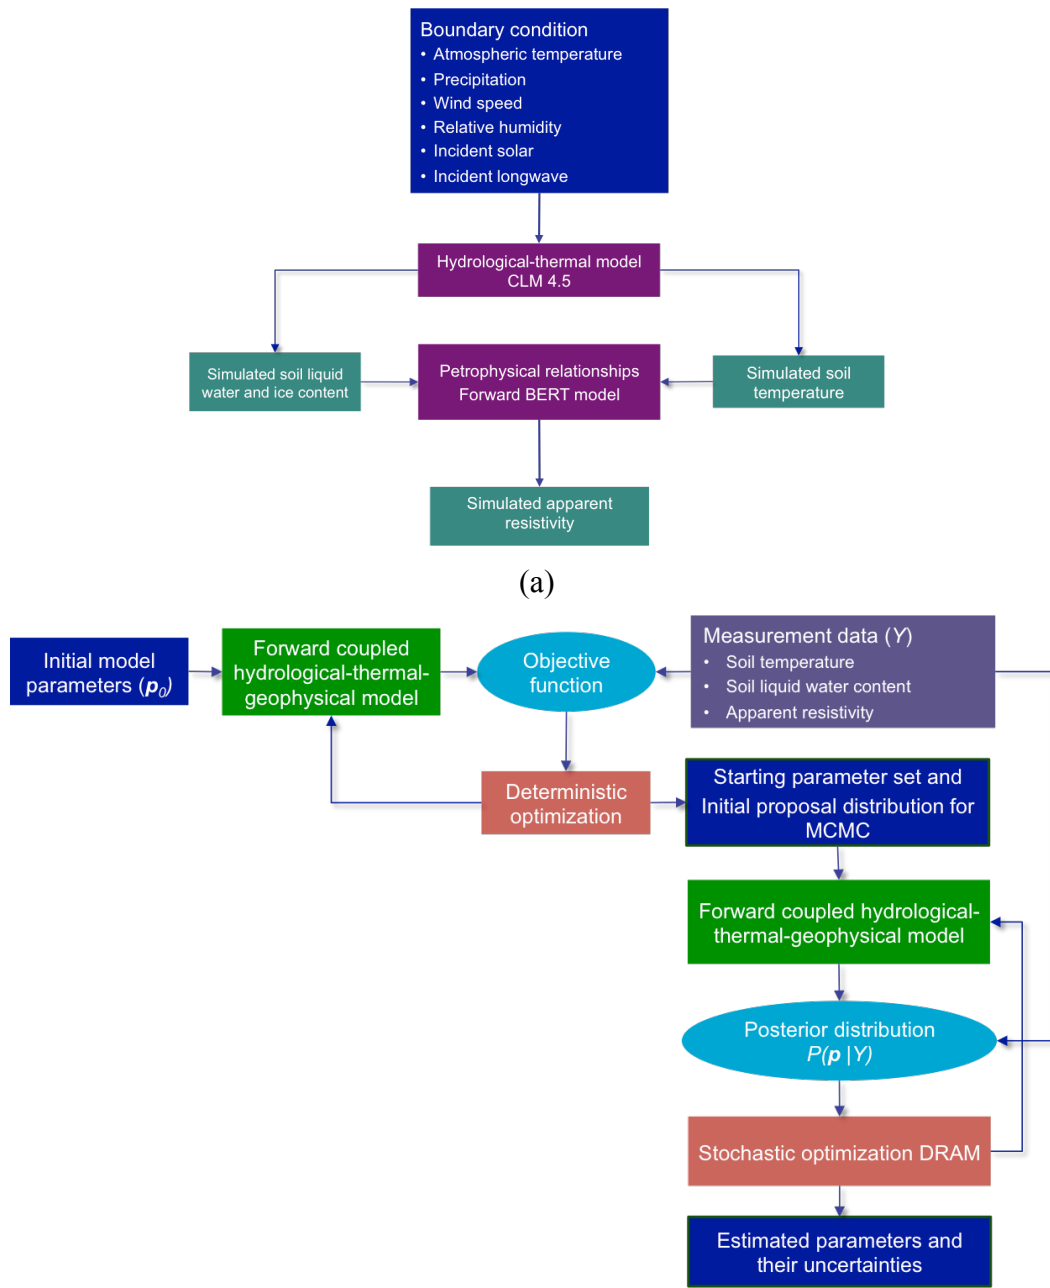 Boundary condition
• Atmospheric temperature
• Precipitation
• Wind speed
• Relative humidity
• Incident solar
• Incident longwave
Hydrological-thermal model
CLM 4.5
Simulated soil liquid
water and ice content
Petrophysical relationships
Forward BERT model
Simulated soil
temperature
Simulated apparent
resistivity
(a)
Initial model
parameters (p0)
Forward coupled
hydrological-thermal-
geophysical model
Objective
function
Measurement data (Y)
• Soil temperature
• Soil liquid water content
• Apparent resistivity
Deterministic
optimization
Starting parameter set and
Initial proposal distribution for
MCMC
Forward coupled hydrological-
thermal-geophysical model
Posterior distribution
P(p |Y)
Stochastic optimization DRAM
Estimated parameters and
their uncertainties